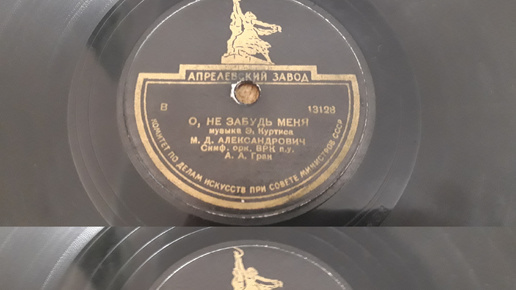 АПРЕЛЕВСКИЙ ЗАВОД
В 13128
О, НЕ ЗАБУДЬ МЕНЯ
музыка Э. Куртиса
М. Д. АЛЕКСАНДРОВИЧ
Симф. орк. ВРК п.у.
А. А. Гран
КОМИТЕТ ПО ДЕЛАМ ИСКУССТВ ПРИ СОВЕТЕ МИНИСТРОВ СССР